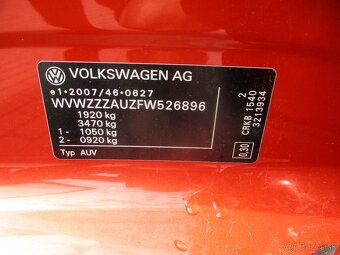 VOLKSWAGEN AG
e1*2007/46*0627
WVWZZZAUZFW526896
1920 kg
3470 kg
1 - 1050 kg
2 - 0920 kg
Typ AUV
2
CRKB 1540
3213934
0,30